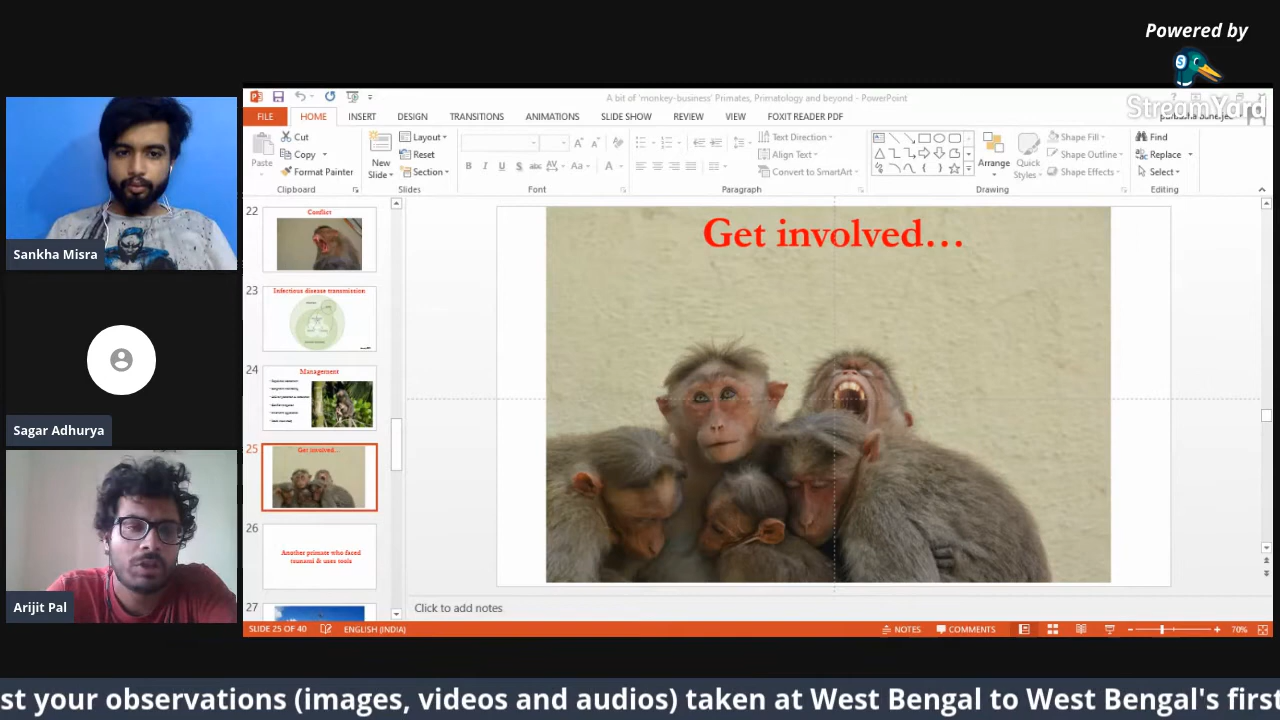 Powered by
StreamYard
A bit of 'monkey-business' Primates, Primatology and beyond - PowerPoint
FILE
HOME
INSERT
DESIGN
TRANSITIONS
ANIMATIONS
SLIDE SHOW
REVIEW
VIEW
FOXIT READER PDF
Paste
Cut
Copy
Format Painter
Clipboard
New
Slide
Layout
Reset
Section
Slides
B I U S abc AV Aa A
Font
Text Direction
Align Text
Convert to SmartArt
Paragraph
Arrange
Quick
Styles
Shape Fill
Shape Outline
Shape Effects
Drawing
Find
Replace
Select
Editing
Sankha Misra
Sagar Adhurya
Arijit Pal
22
Conflict
23
Infectious disease transmission
24
Management
25
Get involved...
26
Another primate who faced
tsunami & uses tools
27
Get involved...
Click to add notes
SLIDE 25 OF 40
ENGLISH (INDIA)
NOTES
COMMENTS
70%
st your observations (images, videos and audios) taken at West Bengal to West Bengal's first